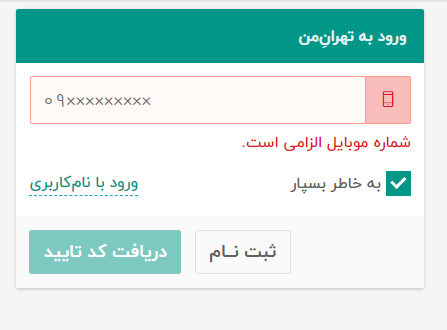 ورود به تهرانِ‌من
۰۹xxxxxxxxx
شماره موبایل الزامی است.
به خاطر بسپار
ورود با نام‌کاربری
ثبت نـام
دریافت کد تایید